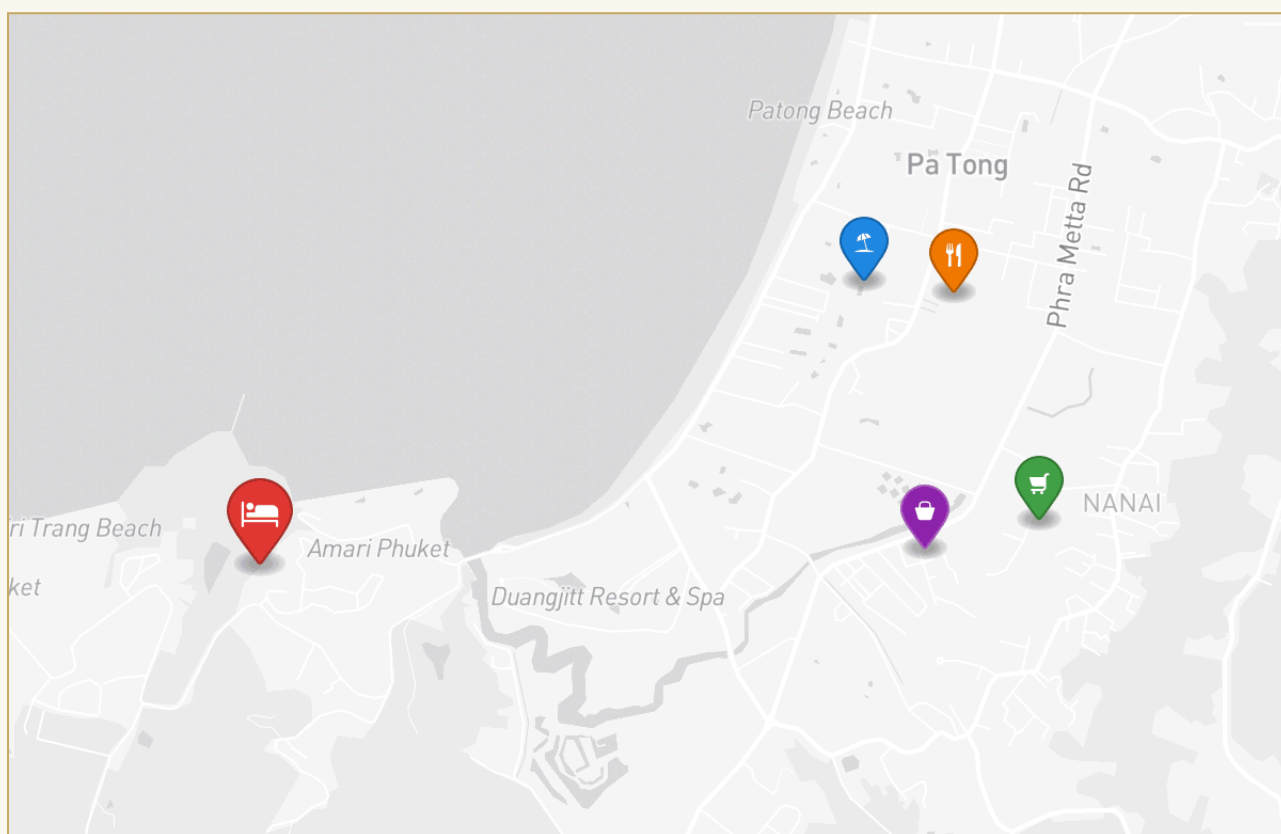 Patong Beach
Pa Tong
Phra Metta Rd
NANAI
ri Trang Beach
Amari Phuket
ket
Duangjitt Resort & Spa